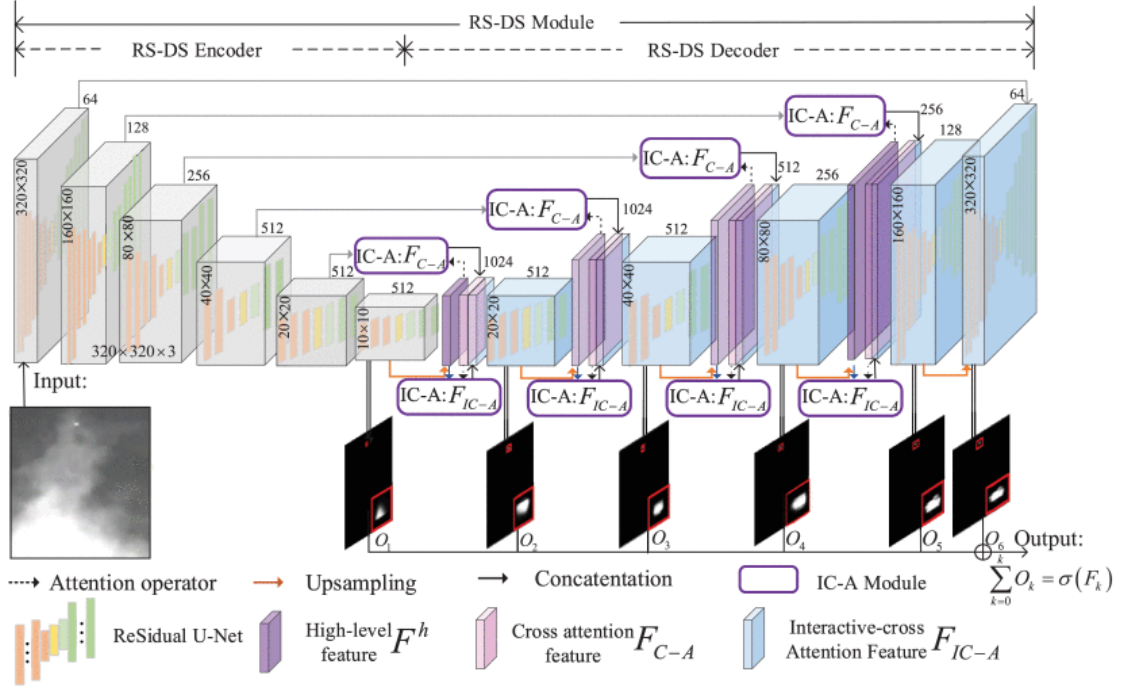 RS-DS Module
RS-DS Encoder
RS-DS Decoder
64
128
256
512
512
512
1024
512
1024
512
512
256
256
128
64
320×320
160×160
80×80
40×40
20×20
10×10
20×20
40×40
80×80
160×160
320×320
320×320×3
IC-A: F_{C−A}
IC-A: F_{C−A}
IC-A: F_{C−A}
IC-A: F_{C−A}
IC-A: F_{IC−A}
IC-A: F_{IC−A}
IC-A: F_{IC−A}
IC-A: F_{IC−A}
Input:
O_1
O_2
O_3
O_4
O_5
O_6
Output:
\sum_{k=0}^{k} O_k = σ(F_k)
Attention operator
Upsampling
Concatentation
IC-A Module
ReSidual U-Net
High-level
feature F^h
Cross attention
feature F_{C−A}
Interactive-cross
Attention Feature F_{IC−A}